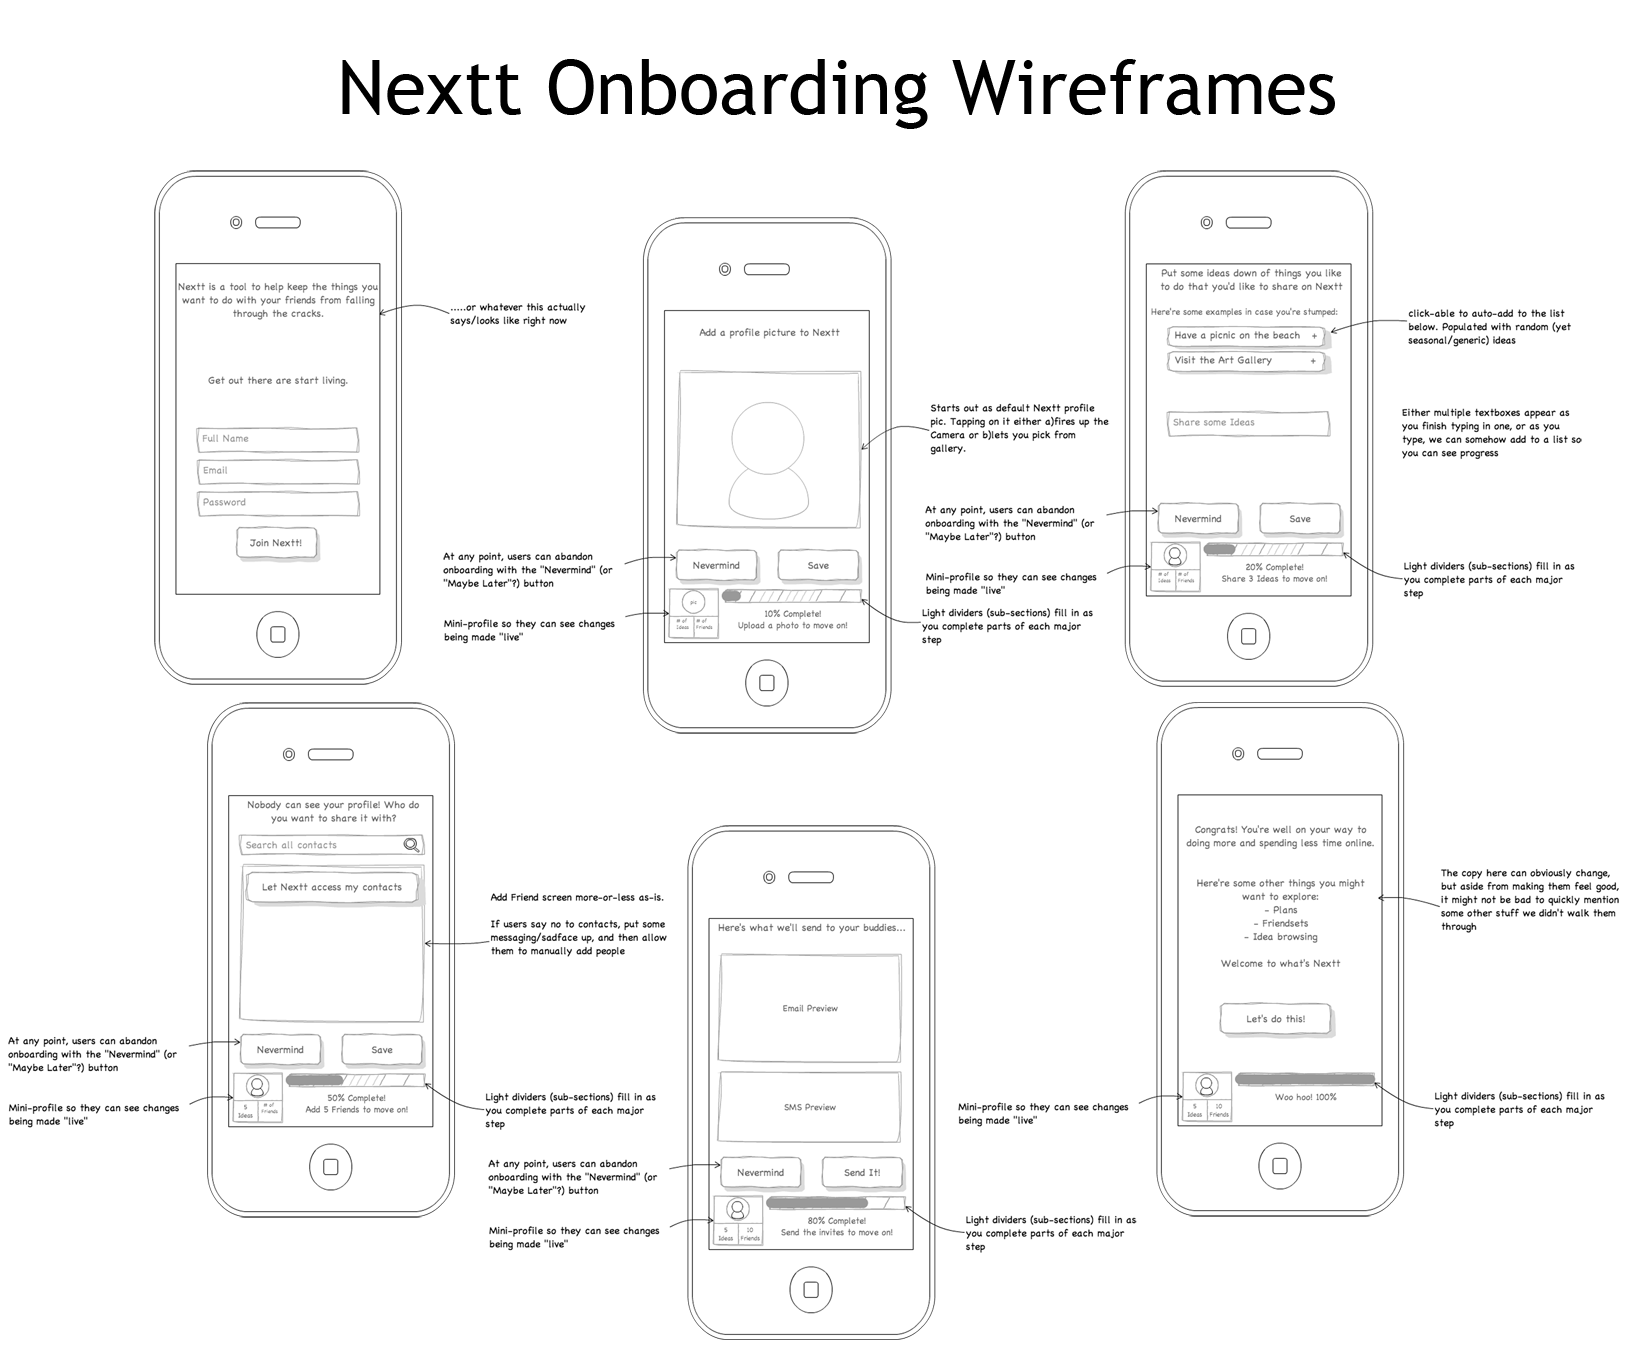 Nextt Onboarding Wireframes
Nextt is a tool to help keep the things you
want to do with your friends from falling
through the cracks.
Get out there are start living.
Full Name
Email
Password
Join Nextt!
.....or whatever this actually
says/looks like right now
Add a profile picture to Nextt
Nevermind
Save
pic
# of
Ideas
# of
Friends
10% Complete!
Upload a photo to move on!
Starts out as default Nextt profile
pic. Tapping on it either a)fires up the
Camera or b)lets you pick from
gallery.
At any point, users can abandon
onboarding with the "Nevermind" (or
"Maybe Later"?) button
Mini-profile so they can see changes
being made "live"
Light dividers (sub-sections) fill in as
you complete parts of each major
step
Put some ideas down of things you like
to do that you'd like to share on Nextt
Here're some examples in case you're stumped:
Have a picnic on the beach +
Visit the Art Gallery +
Share some Ideas
Nevermind
Save
# of
Ideas
# of
Friends
20% Complete!
Share 3 Ideas to move on!
click-able to auto-add to the list
below. Populated with random (yet
seasonal/generic) ideas
Either multiple textboxes appear as
you finish typing in one, or as you
type, we can somehow add to a list so
you can see progress
At any point, users can abandon
onboarding with the "Nevermind" (or
"Maybe Later"?) button
Mini-profile so they can see changes
being made "live"
Light dividers (sub-sections) fill in as
you complete parts of each major
step
Nobody can see your profile! Who do
you want to share it with?
Search all contacts
Let Nextt access my contacts
Nevermind
Save
5
Ideas
# of
Friends
50% Complete!
Add 5 Friends to move on!
Add Friend screen more-or-less as-is.
If users say no to contacts, put some
messaging/sadface up, and then allow
them to manually add people
At any point, users can abandon
onboarding with the "Nevermind" (or
"Maybe Later"?) button
Mini-profile so they can see changes
being made "live"
Light dividers (sub-sections) fill in as
you complete parts of each major
step
Here's what we'll send to your buddies...
Email Preview
SMS Preview
Nevermind
Send It!
5
Ideas
10
Friends
80% Complete!
Send the invites to move on!
At any point, users can abandon
onboarding with the "Nevermind" (or
"Maybe Later"?) button
Mini-profile so they can see changes
being made "live"
Light dividers (sub-sections) fill in as
you complete parts of each major
step
Congrats! You're well on your way to
doing more and spending less time online.
Here're some other things you might
want to explore:
- Plans
- Friendsets
- Idea browsing
Welcome to what's Nextt
Let's do this!
5
Ideas
10
Friends
Woo hoo! 100%
The copy here can obviously change,
but aside from making them feel good,
it might not be bad to quickly mention
some other stuff we didn't walk them
through
Mini-profile so they can see changes
being made "live"
Light dividers (sub-sections) fill in as
you complete parts of each major
step